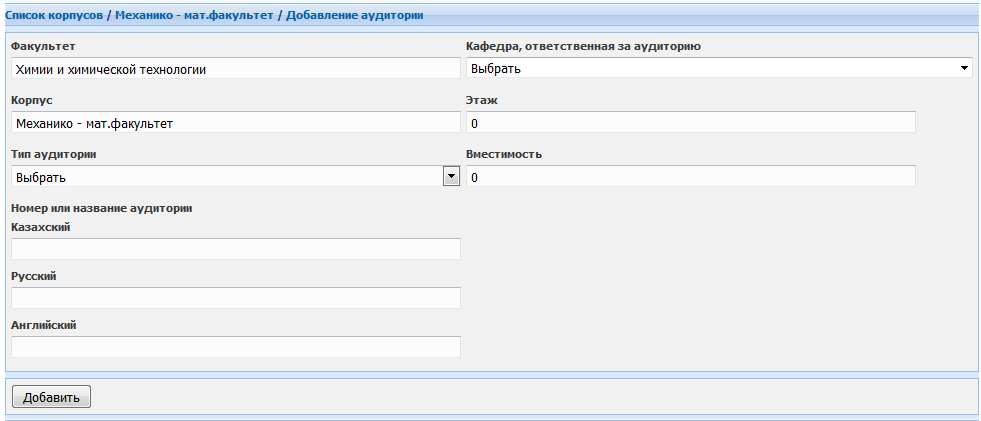 Список корпусов / Механико - мат.факультет / Добавление аудитории
Факультет
Кафедра, ответственная за аудиторию
Химии и химической технологии
Выбрать
Корпус
Этаж
Механико - мат.факультет
0
Тип аудитории
Вместимость
Выбрать
0
Номер или название аудитории
Казахский
Русский
Английский
Добавить